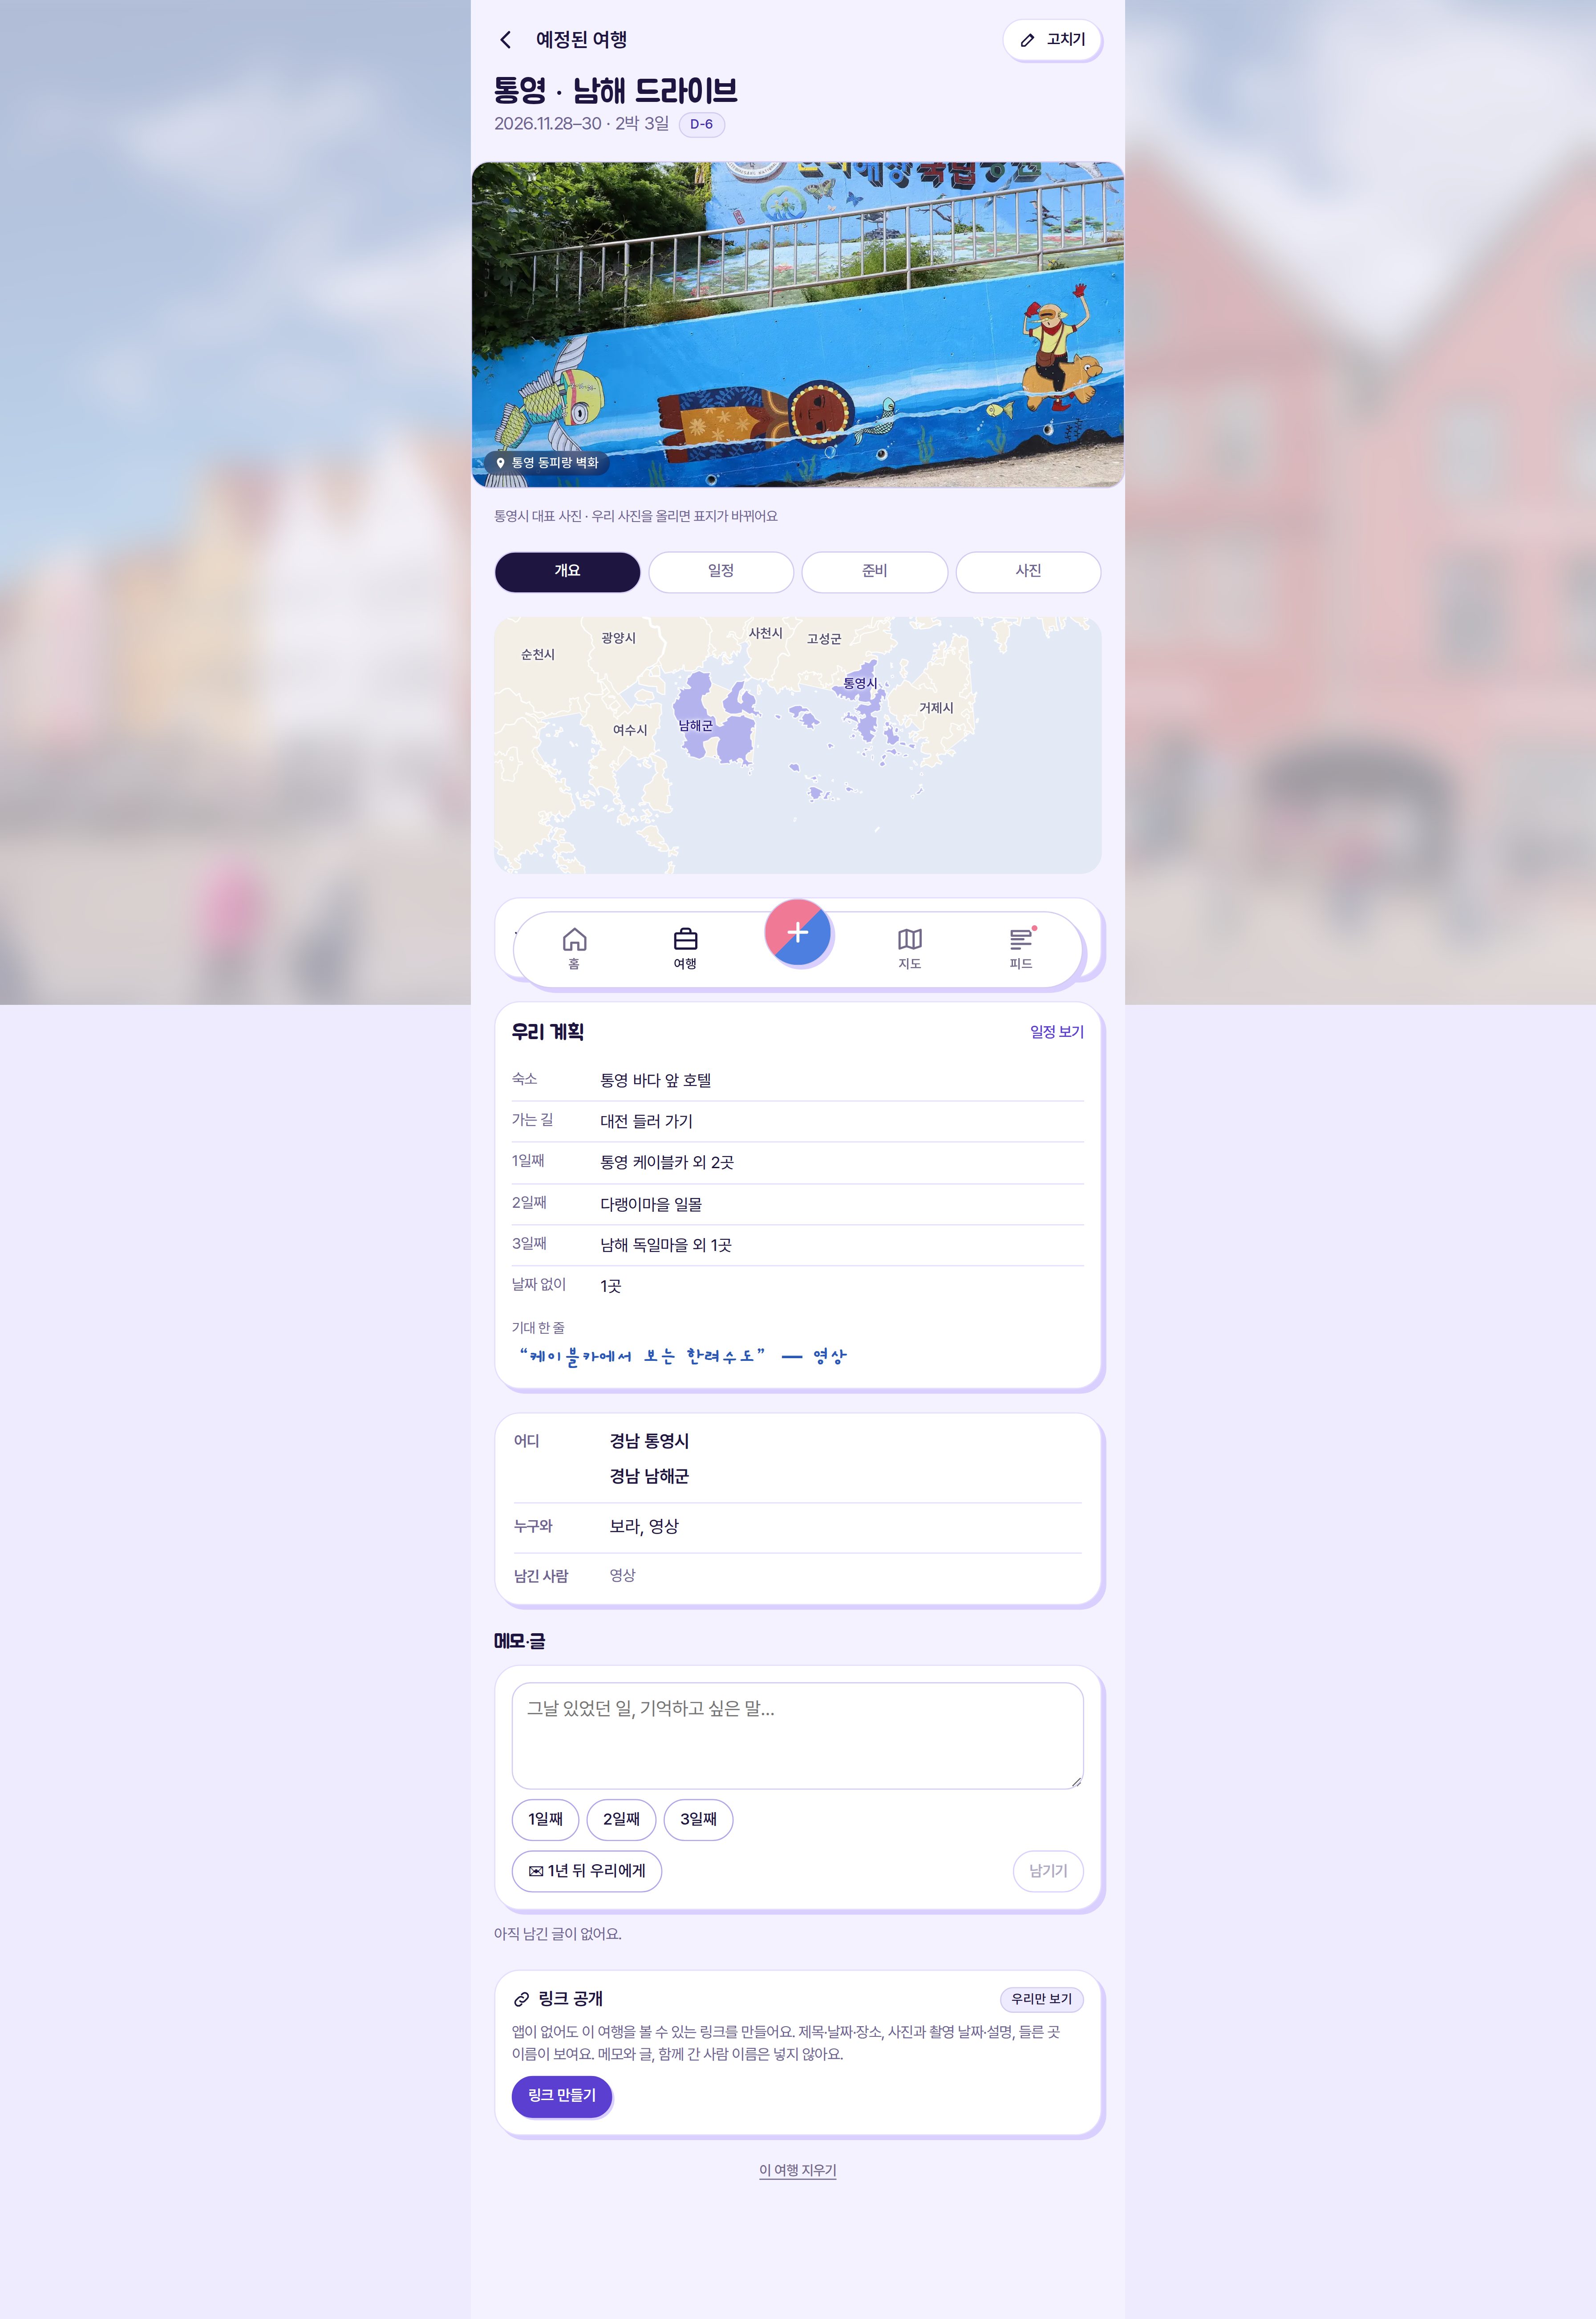 예정된 여행
고치기
통영 · 남해 드라이브
2026.11.28–30 · 2박 3일 D-6
통영 동피랑 벽화
통영시 대표 사진 · 우리 사진을 올리면 표지가 바뀌어요
개요 일정 준비 사진
광양시 사천시 고성군
순천시
통영시
거제시
남해군
여수시
홈 여행 지도 피드
우리 계획 일정 보기
숙소 통영 바다 앞 호텔
가는 길 대전 들러 가기
1일째 통영 케이블카 외 2곳
2일째 다랭이마을 일몰
3일째 남해 독일마을 외 1곳
날짜 없이 1곳
기대 한 줄
“케이블카에서 보는 한려수도” — 영상
어디 경남 통영시
경남 남해군
누구와 보라, 영상
남긴 사람 영상
메모·글
그날 있었던 일, 기억하고 싶은 말…
1일째 2일째 3일째
✉ 1년 뒤 우리에게 남기기
아직 남긴 글이 없어요.
링크 공개 우리만 보기
앱이 없어도 이 여행을 볼 수 있는 링크를 만들어요. 제목·날짜·장소, 사진과 촬영 날짜·설명, 들른 곳
이름이 보여요. 메모와 글, 함께 간 사람 이름은 넣지 않아요.
링크 만들기
이 여행 지우기